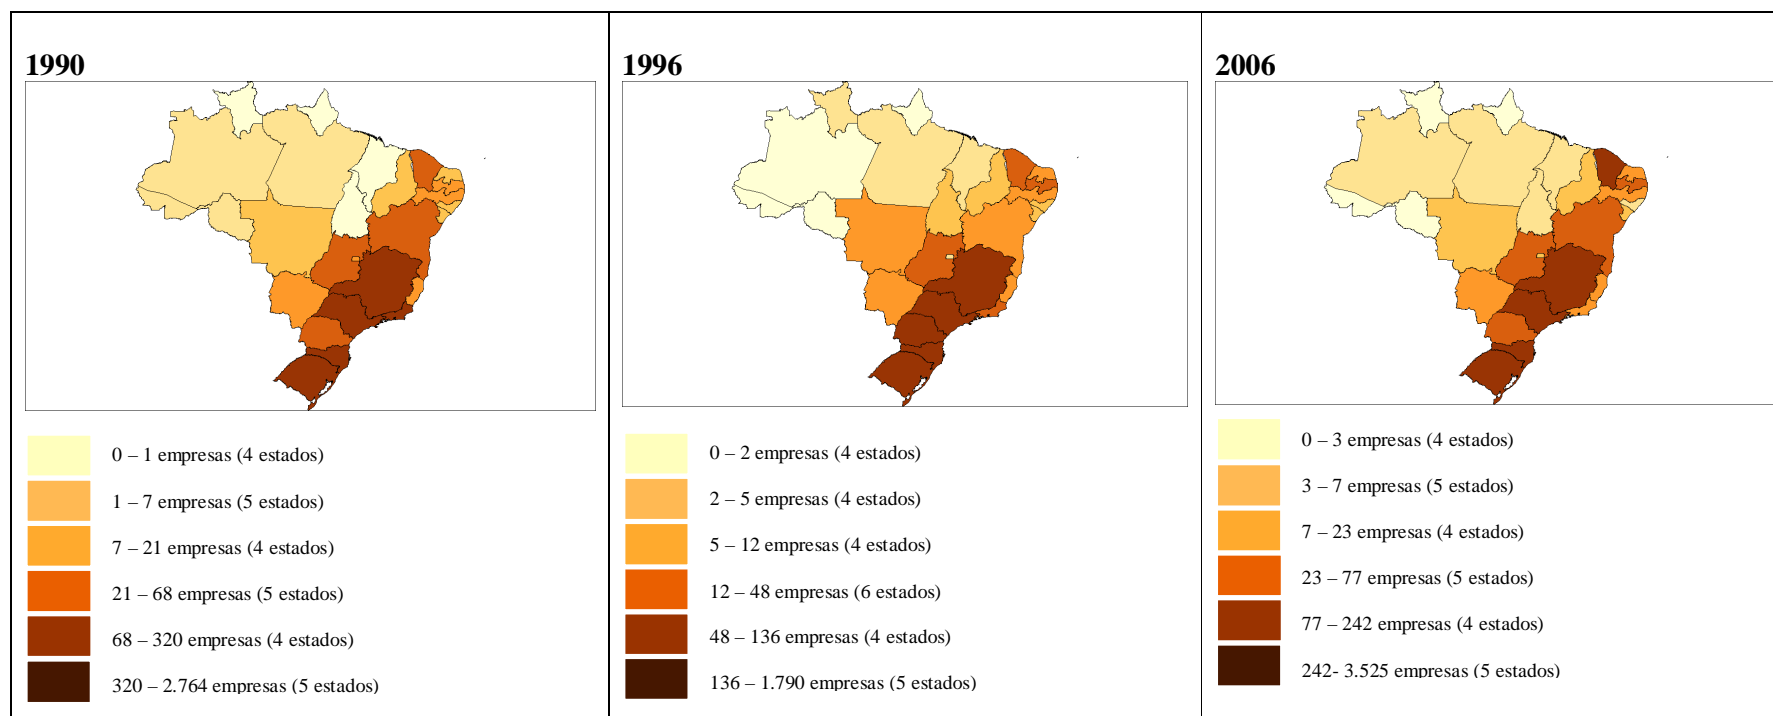 1990
0 – 1 empresas (4 estados)
1 – 7 empresas (5 estados)
7 – 21 empresas (4 estados)
21 – 68 empresas (5 estados)
68 – 320 empresas (4 estados)
320 – 2.764 empresas (5 estados)
1996
0 – 2 empresas (4 estados)
2 – 5 empresas (4 estados)
5 – 12 empresas (4 estados)
12 – 48 empresas (6 estados)
48 – 136 empresas (4 estados)
136 – 1.790 empresas (5 estados)
2006
0 – 3 empresas (4 estados)
3 – 7 empresas (5 estados)
7 – 23 empresas (4 estados)
23 – 77 empresas (5 estados)
77 – 242 empresas (4 estados)
242- 3.525 empresas (5 estados)